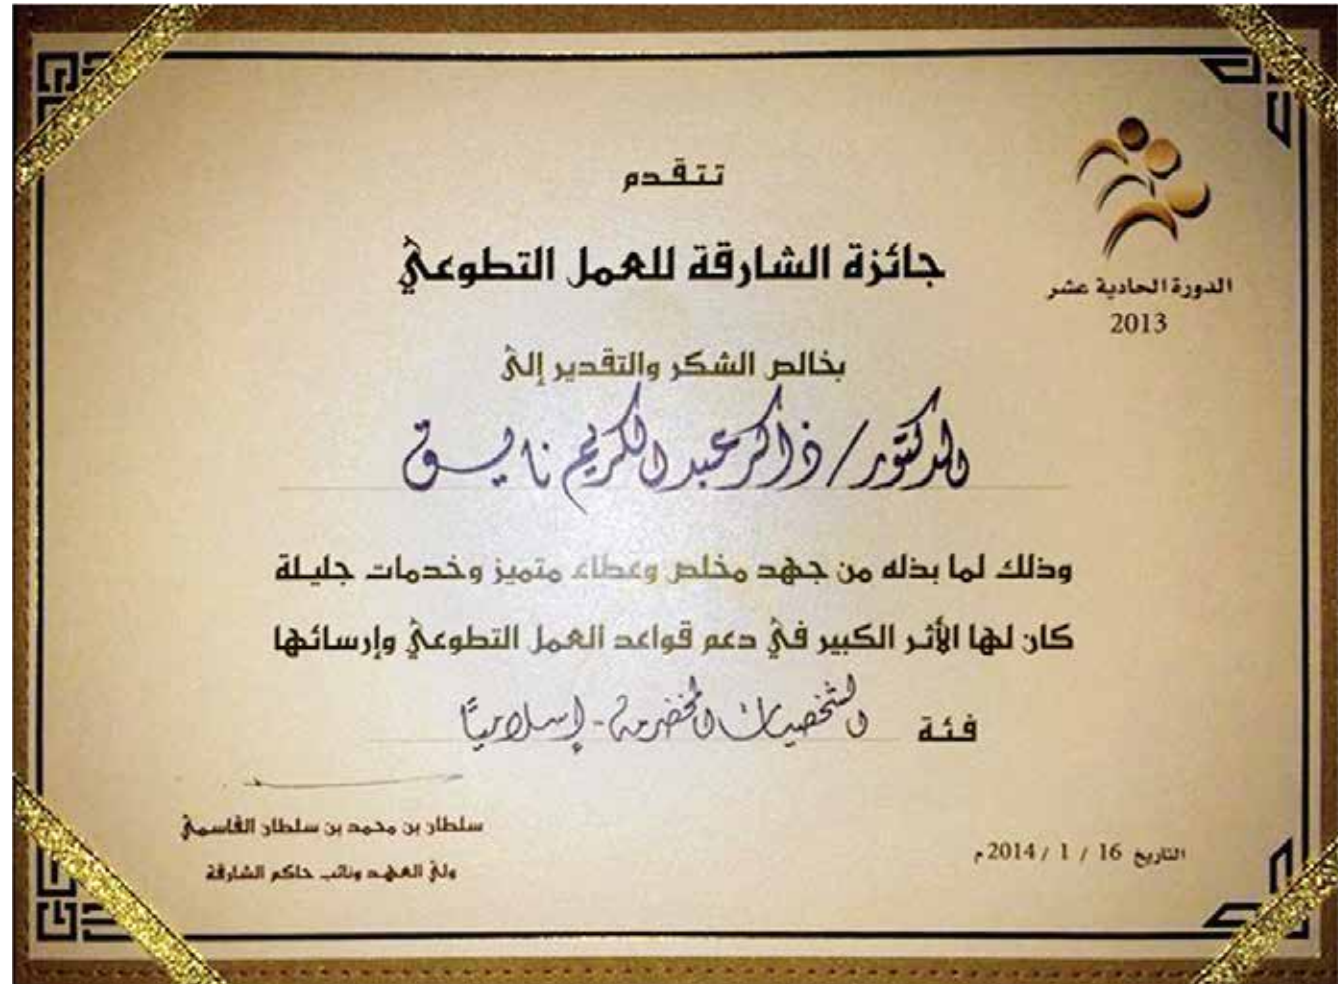 تتقدم
جائزة الشارقة للعمل التطوعي
الدورة الحادية عشر
2013
بخالص الشكر والتقدير إلى
الدكتور / ذاكر عبد الكريم نايق
وذلك لما بذله من جهد مخلص وعطاء متميز وخدمات جليلة
كان لها الأثر الكبير في دعم قواعد العمل التطوعي وإرسائها
فئة الشخصيات المخضرمة - إسلاميًا
سلطان بن محمد بن سلطان القاسمي
ولي العهد ونائب حاكم الشارقة
التاريخ 16 / 1 / 2014 م